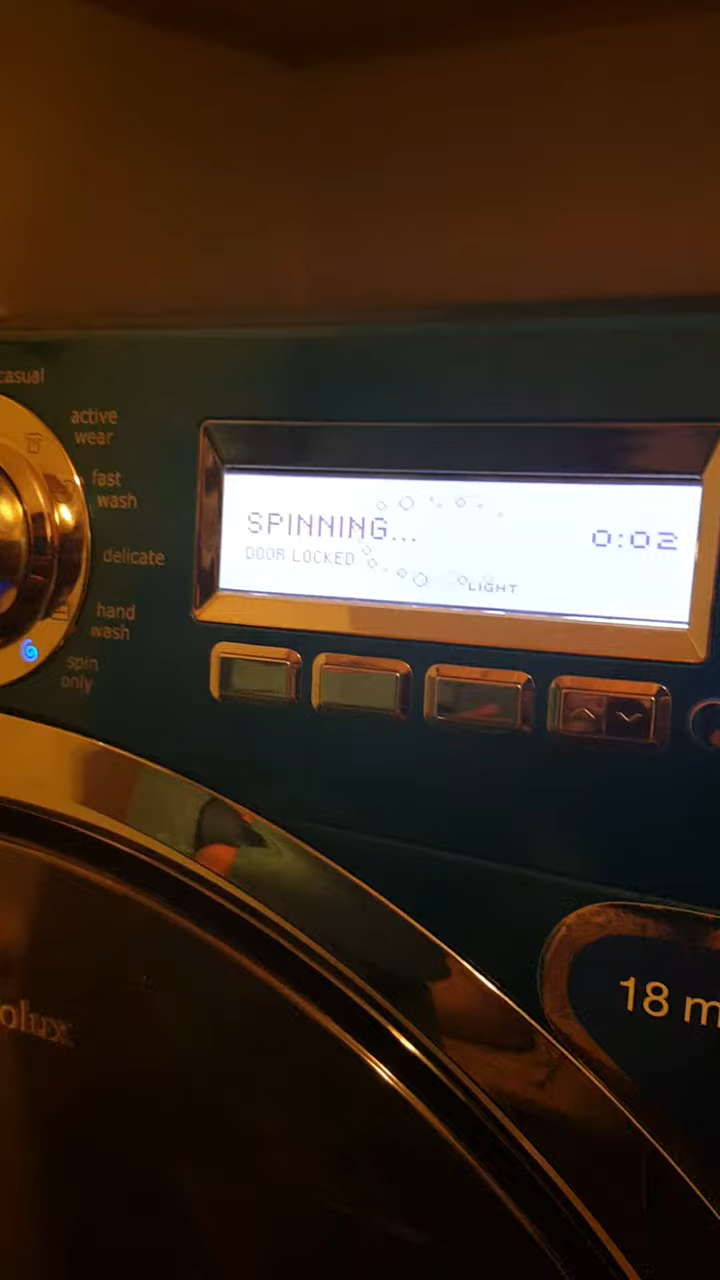 casual
active
wear
fast
wash
delicate
hand
wash
spin
only
SPINNING...
0:02
DOOR LOCKED
LIGHT
18 m
olux